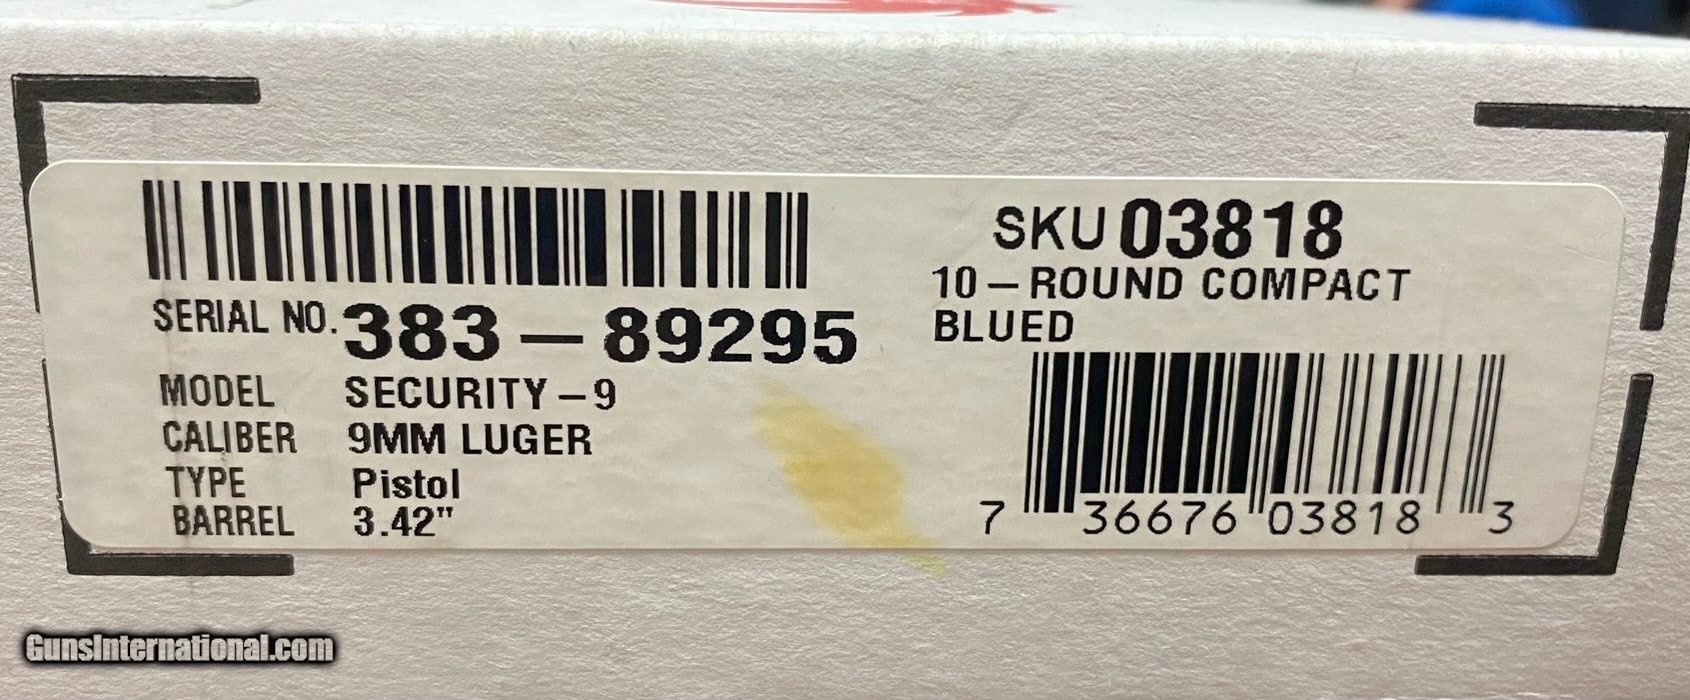 SERIAL NO. 383-89295
MODEL SECURITY-9
CALIBER 9MM LUGER
TYPE Pistol
BARREL 3.42"
SKU 03818
10-ROUND COMPACT
BLUED
7 36676 03818 3
GunsInternational.com